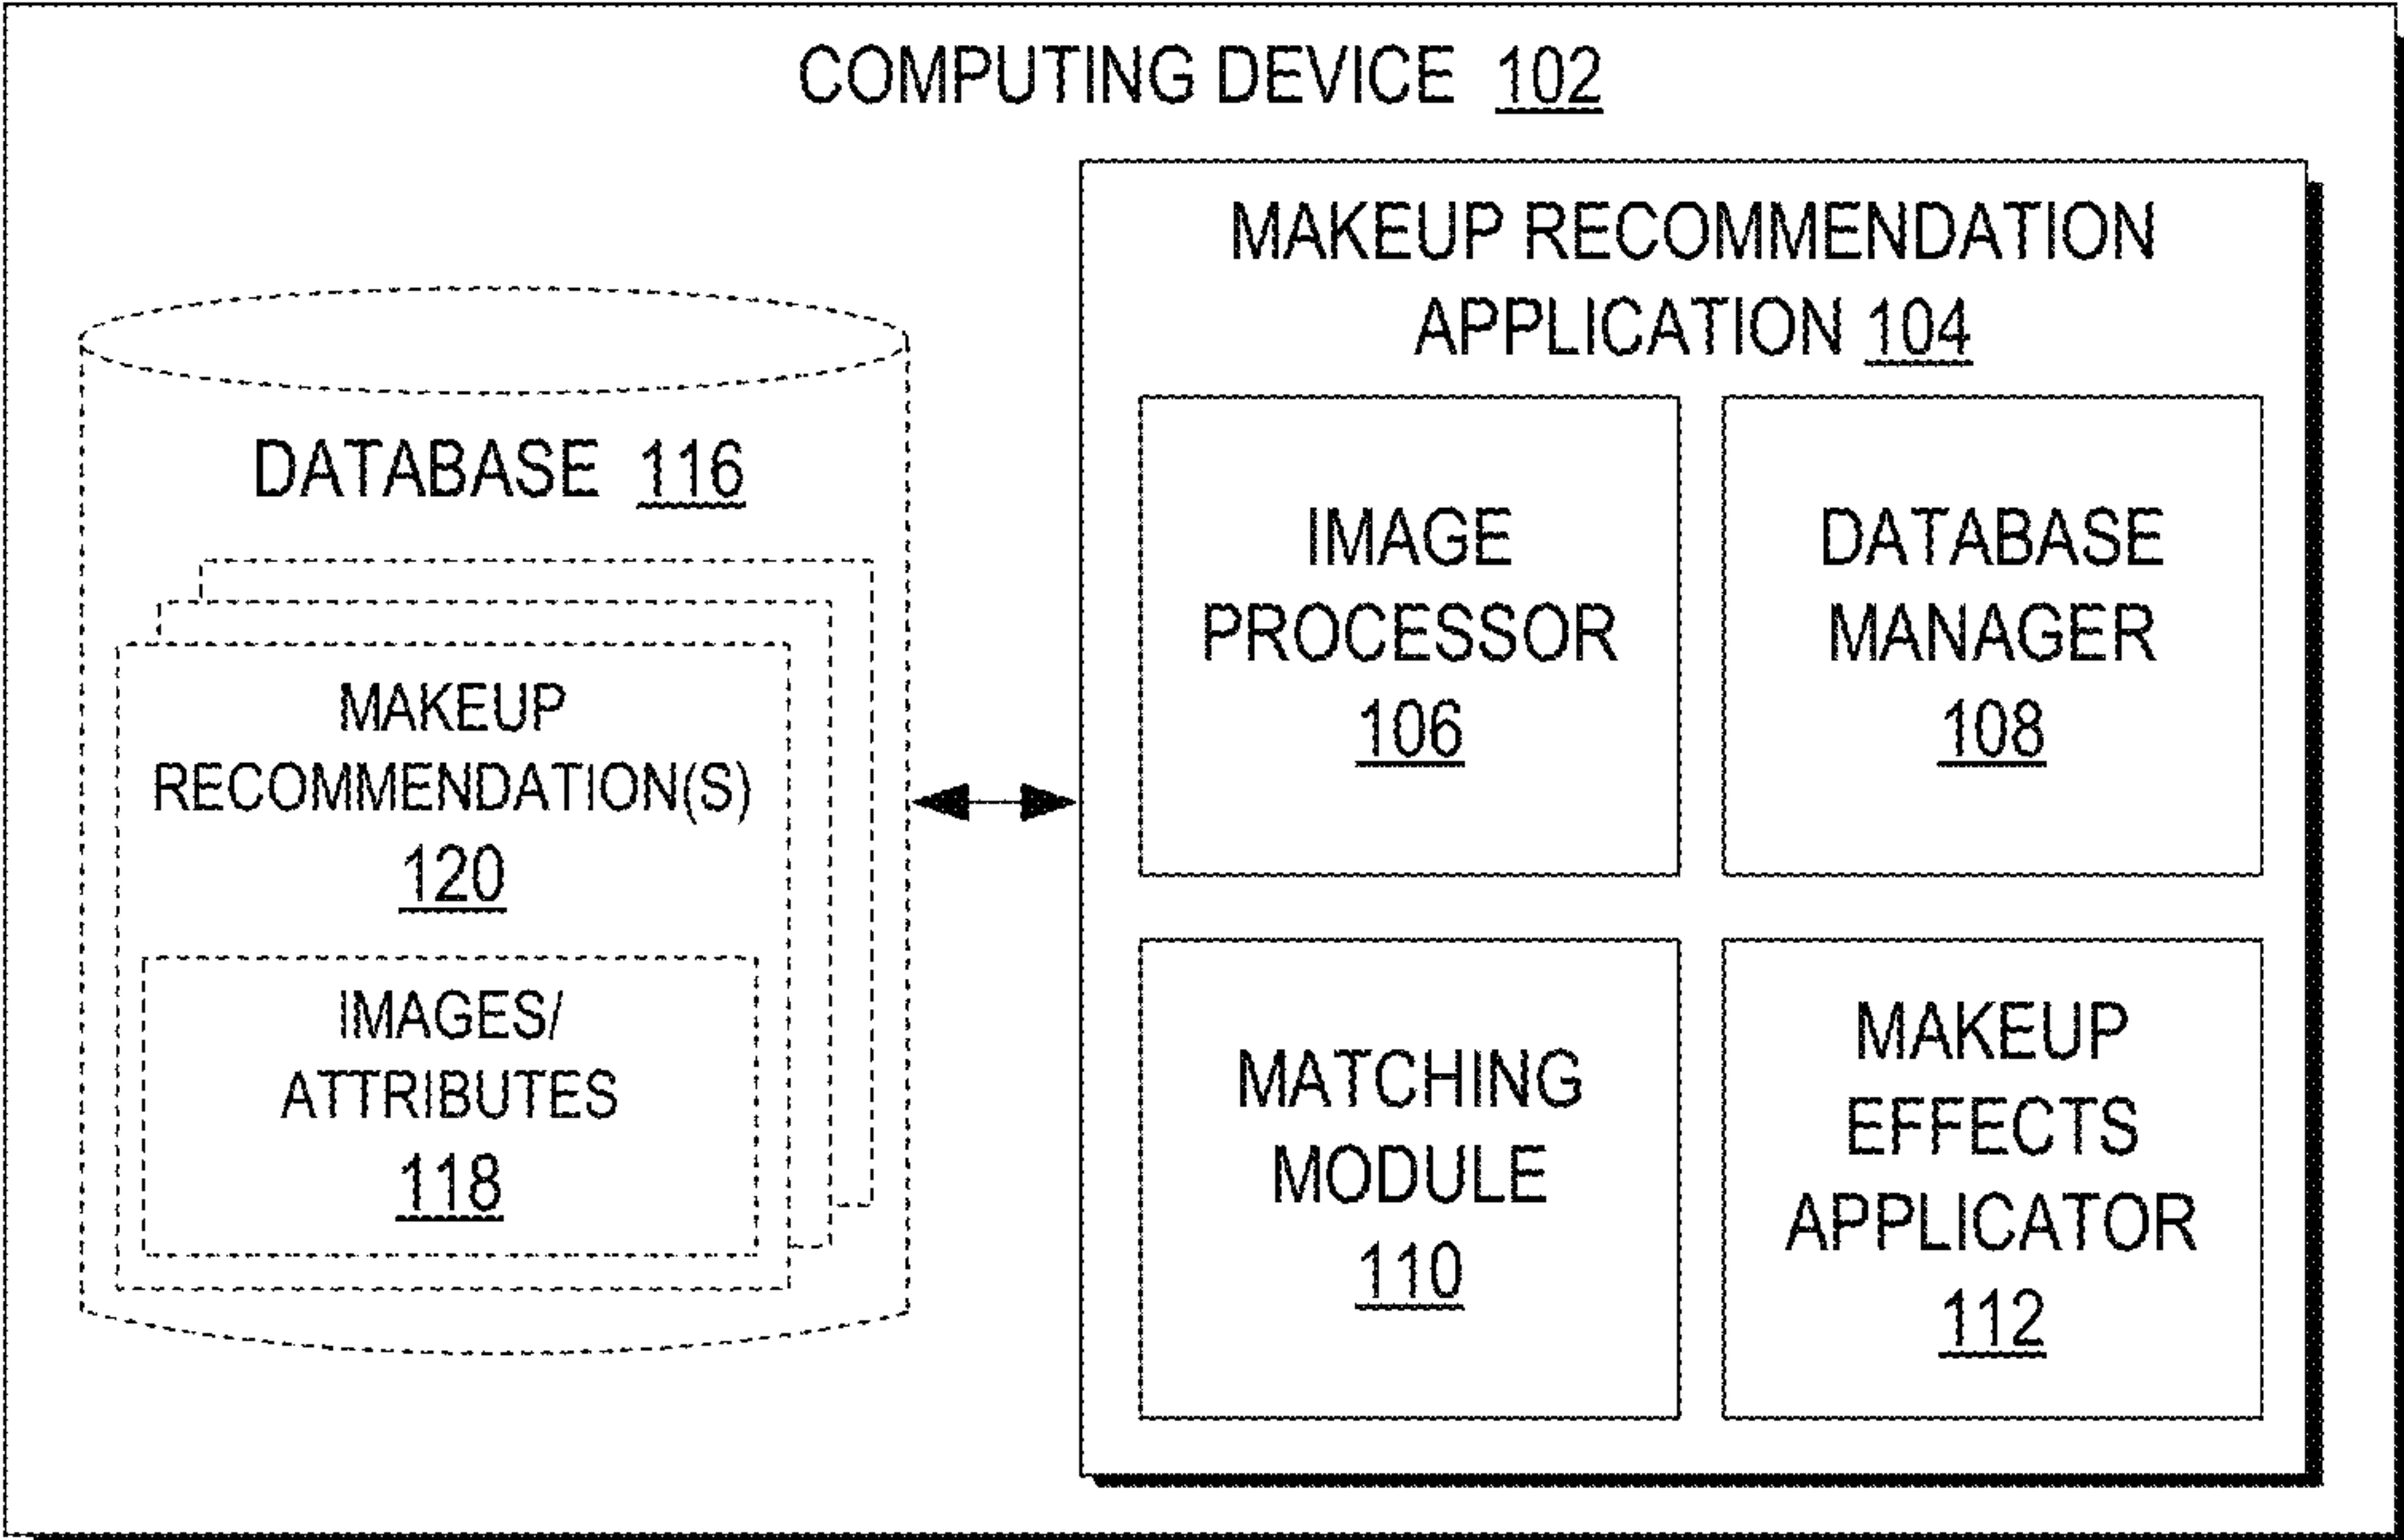 COMPUTING DEVICE 102
MAKEUP RECOMMENDATION
APPLICATION 104
DATABASE 116
MAKEUP
RECOMMENDATION(S)
120
IMAGES/
ATTRIBUTES
118
IMAGE
PROCESSOR
106
DATABASE
MANAGER
108
MATCHING
MODULE
110
MAKEUP
EFFECTS
APPLICATOR
112